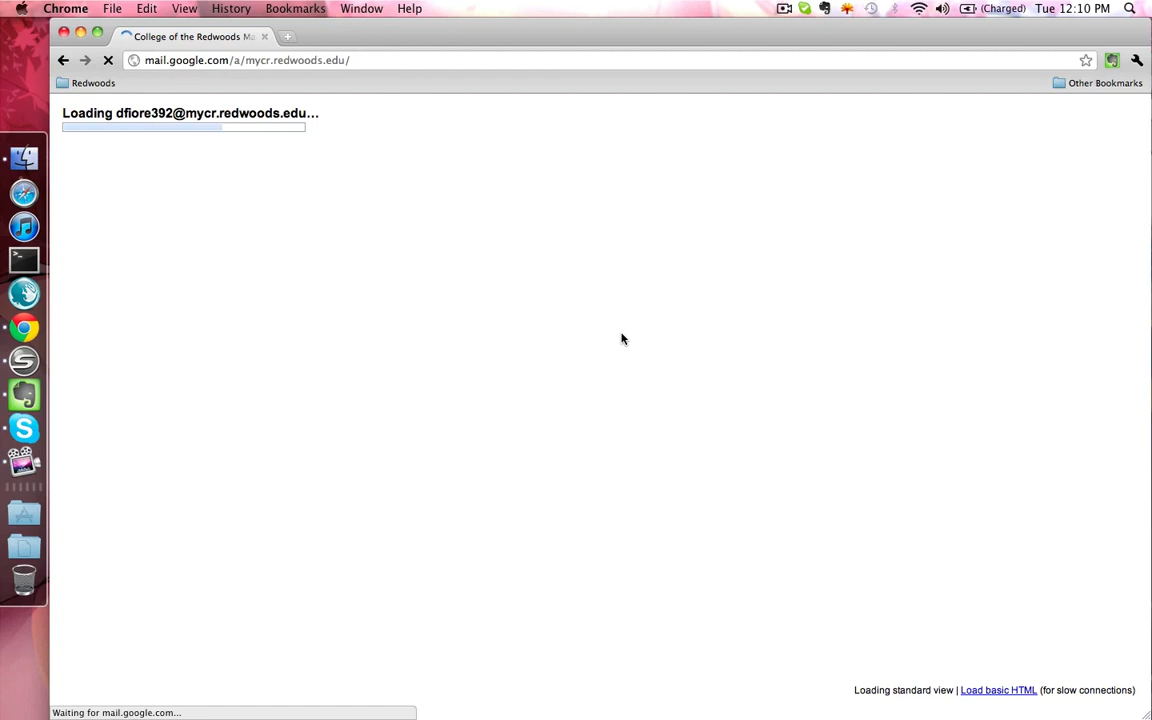 Chrome File Edit View History Bookmarks Window Help (Charged) Tue 12:10 PM
College of the Redwoods Ma
mail.google.com/a/mycr.redwoods.edu/
Redwoods Other Bookmarks
Loading dfiore392@mycr.redwoods.edu…
Loading standard view | Load basic HTML (for slow connections)
Waiting for mail.google.com...